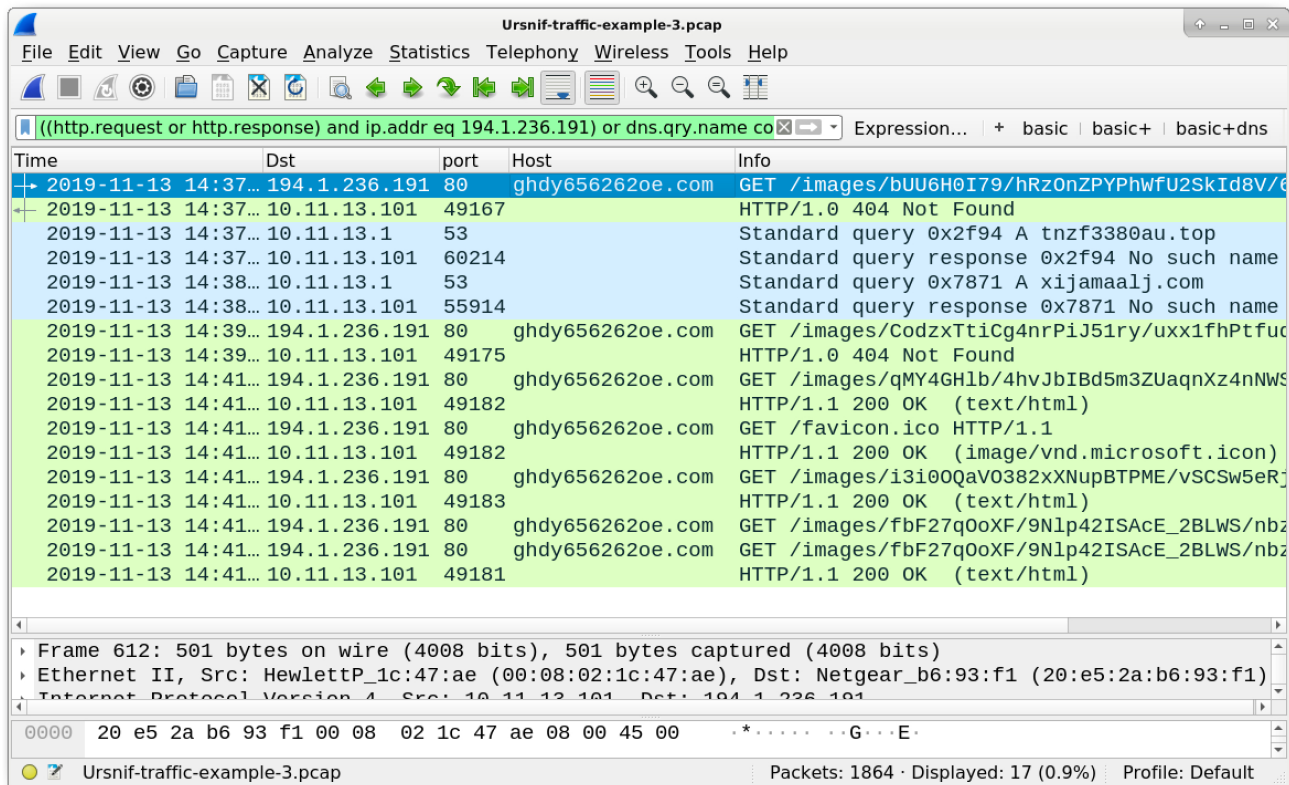 Ursnif-traffic-example-3.pcap
File Edit View Go Capture Analyze Statistics Telephony Wireless Tools Help
((http.request or http.response) and ip.addr eq 194.1.236.191) or dns.qry.name co Expression... + basic basic+ basic+dns
Time Dst port Host Info
2019-11-13 14:37… 194.1.236.191 80 ghdy656262oe.com GET /images/bUU6H0I79/hRzOnZPYPhWfU2SkId8V/6
2019-11-13 14:37… 10.11.13.101 49167 HTTP/1.0 404 Not Found
2019-11-13 14:37… 10.11.13.1 53 Standard query 0x2f94 A tnzf3380au.top
2019-11-13 14:37… 10.11.13.101 60214 Standard query response 0x2f94 No such name
2019-11-13 14:38… 10.11.13.1 53 Standard query 0x7871 A xijamaalj.com
2019-11-13 14:38… 10.11.13.101 55914 Standard query response 0x7871 No such name
2019-11-13 14:39… 194.1.236.191 80 ghdy656262oe.com GET /images/CodzxTtiCg4nrPiJ51ry/uxx1fhPtfuc
2019-11-13 14:39… 10.11.13.101 49175 HTTP/1.0 404 Not Found
2019-11-13 14:41… 194.1.236.191 80 ghdy656262oe.com GET /images/qMY4GHlb/4hvJbIBd5m3ZUaqnXz4nNWS
2019-11-13 14:41… 10.11.13.101 49182 HTTP/1.1 200 OK (text/html)
2019-11-13 14:41… 194.1.236.191 80 ghdy656262oe.com GET /favicon.ico HTTP/1.1
2019-11-13 14:41… 10.11.13.101 49182 HTTP/1.1 200 OK (image/vnd.microsoft.icon)
2019-11-13 14:41… 194.1.236.191 80 ghdy656262oe.com GET /images/i3i0OQaVO382xXNupBTPME/vSCSw5eRj
2019-11-13 14:41… 10.11.13.101 49183 HTTP/1.1 200 OK (text/html)
2019-11-13 14:41… 194.1.236.191 80 ghdy656262oe.com GET /images/fbF27qOoXF/9Nlp42ISAcE_2BLWS/nbz
2019-11-13 14:41… 194.1.236.191 80 ghdy656262oe.com GET /images/fbF27qOoXF/9Nlp42ISAcE_2BLWS/nbz
2019-11-13 14:41… 10.11.13.101 49181 HTTP/1.1 200 OK (text/html)
Frame 612: 501 bytes on wire (4008 bits), 501 bytes captured (4008 bits)
Ethernet II, Src: HewlettP_1c:47:ae (00:08:02:1c:47:ae), Dst: Netgear_b6:93:f1 (20:e5:2a:b6:93:f1)
Internet Protocol Version 4, Src: 10.11.13.101, Dst: 194.1.236.191
0000 20 e5 2a b6 93 f1 00 08 02 1c 47 ae 08 00 45 00 ·*····· ··G···E·
Ursnif-traffic-example-3.pcap Packets: 1864 · Displayed: 17 (0.9%) Profile: Default